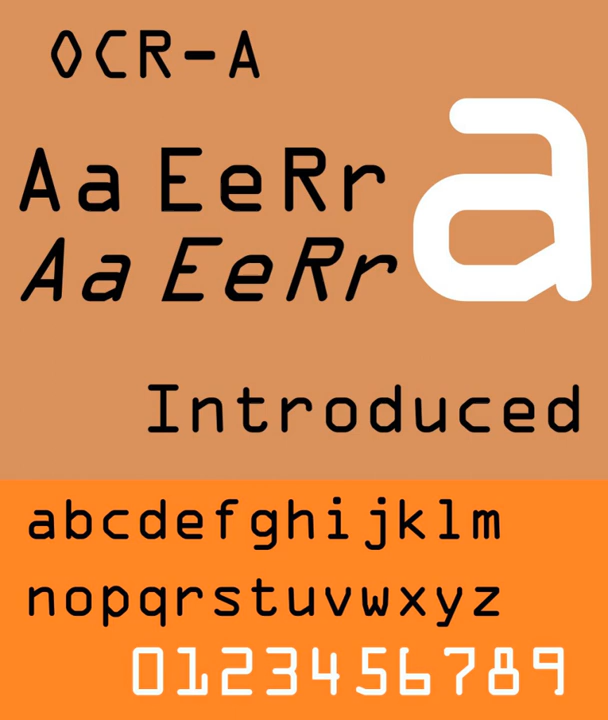 OCR-A
a
Aa EeRr
Aa EeRr
Introduced
abcdefghijklm
nopqrstuvwxyz
0123456789